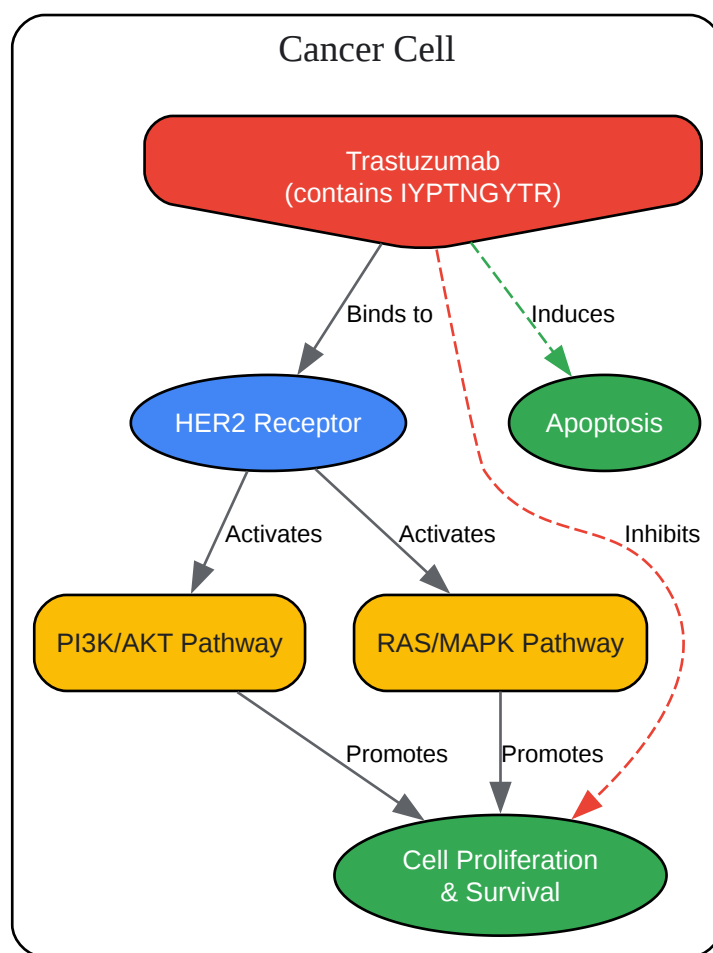 Cancer Cell
Trastuzumab
(contains IYPTNGYTR)
Binds to
Induces
HER2 Receptor
Apoptosis
Activates
Activates
Inhibits
PI3K/AKT Pathway
RAS/MAPK Pathway
Promotes
Promotes
Cell Proliferation
& Survival